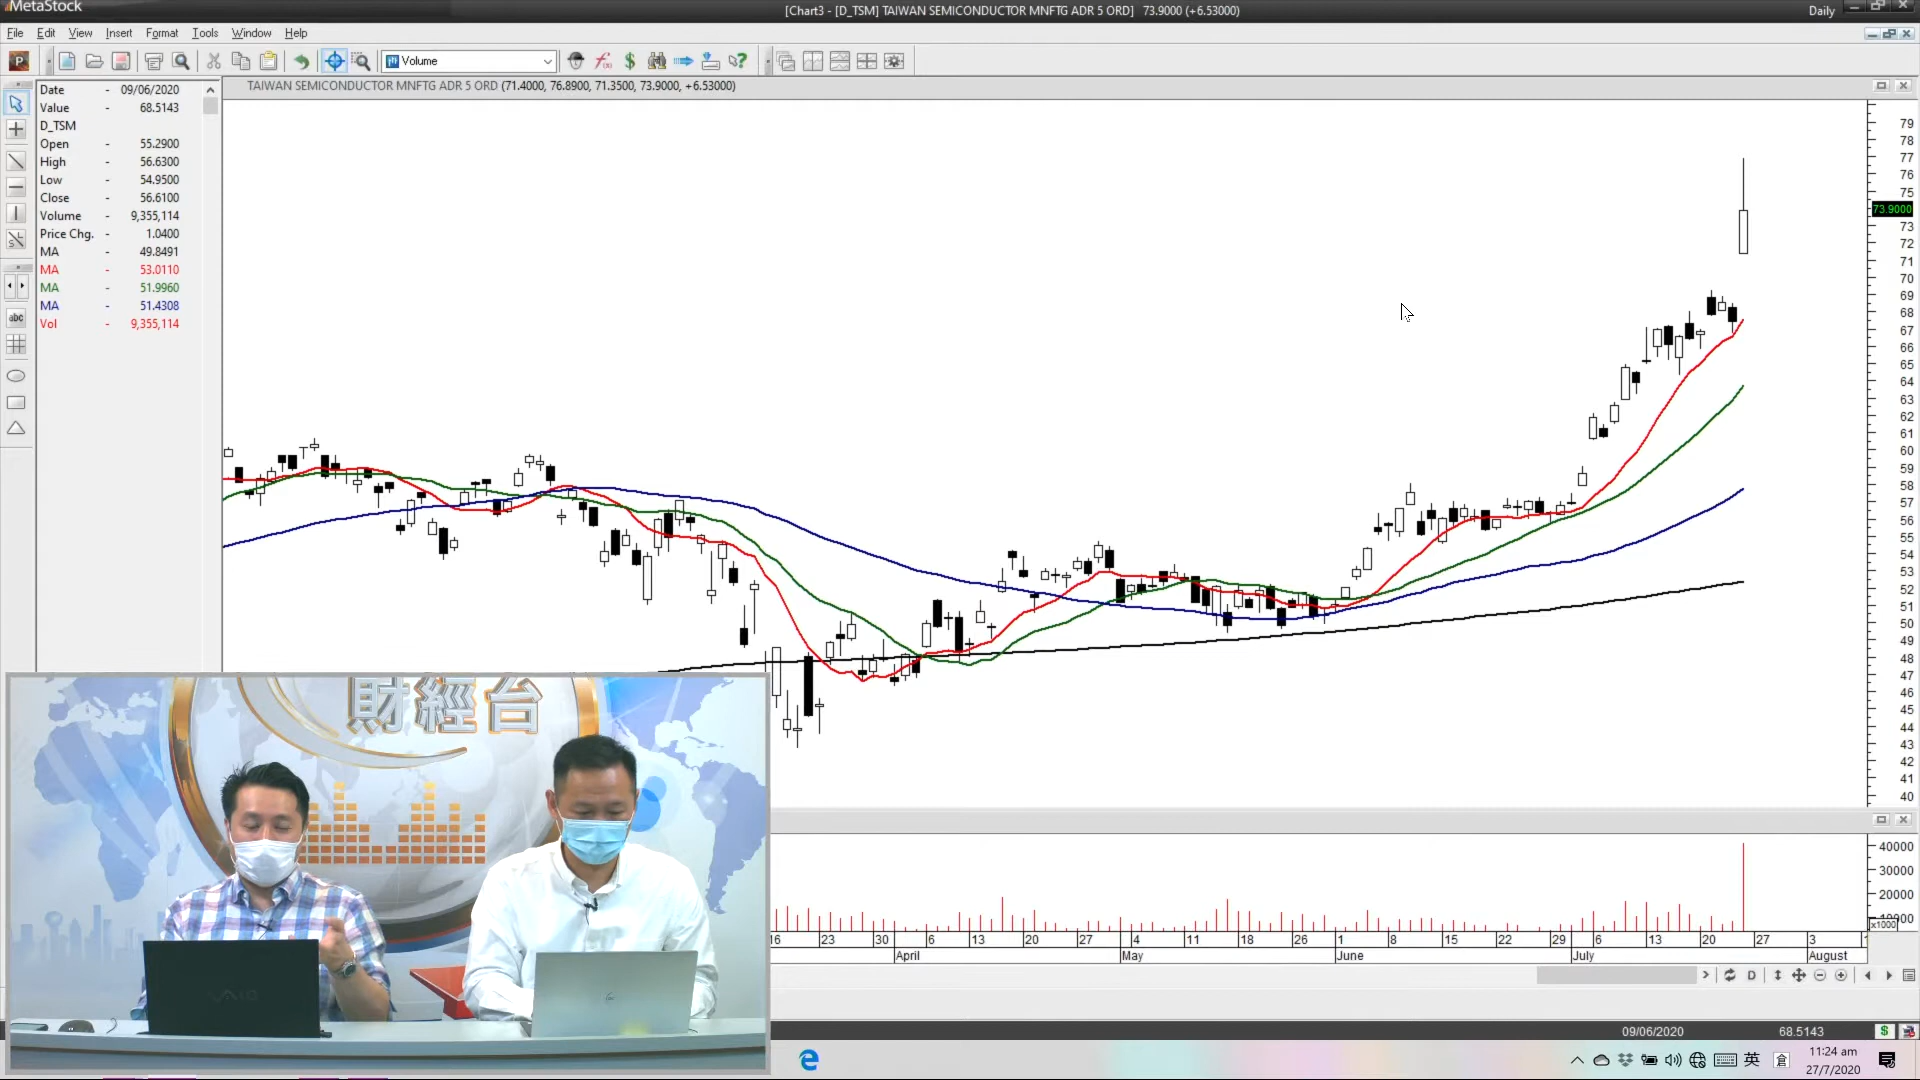 MetaStock
[Chart3 - [D_TSM] TAIWAN SEMICONDUCTOR MNFTG ADR 5 ORD] 73.9000 (+6.53000)
Daily
File Edit View Insert Format Tools Window Help
P
Volume
TAIWAN SEMICONDUCTOR MNFTG ADR 5 ORD (71.4000, 76.8900, 71.3500, 73.9000, +6.53000)
Date - 09/06/2020
Value - 68.5143
D_TSM
Open - 55.2900
High - 56.6300
Low - 54.9500
Close - 56.6100
Volume - 9,355,114
Price Chg. - 1.0400
MA - 49.8491
MA - 53.0110
MA - 51.9960
MA - 51.4308
Vol - 9,355,114
abc
79
78
77
76
75
73.9000
73
72
71
70
69
68
67
66
65
64
63
62
61
60
59
58
57
56
55
54
53
52
51
50
49
48
47
46
45
44
43
42
41
40
40000
30000
20000
x1000
16 23 30 6 13 20 27 4 11 18 26 1 8 15 22 29 6 13 20 27 3
April May June July August
D
財經台
VAIO
09/06/2020 68.5143
英
倉
11:24 am
27/7/2020